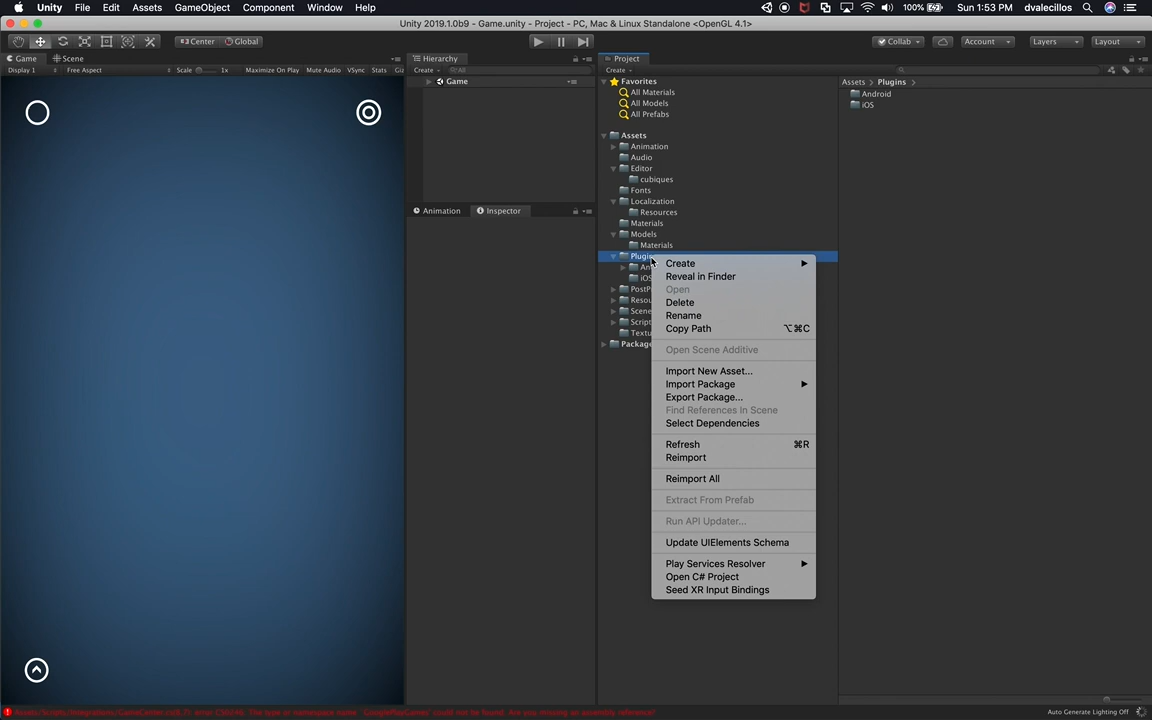 Unity File Edit Assets GameObject Component Window Help 100% Sun 1:53 PM dvalecillos
Unity 2019.1.0b9 - Game.unity - Project - PC, Mac & Linux Standalone <OpenGL 4.1>
Center Global Collab Account Layers Layout
Game Scene Hierarchy Project
Display 1 Free Aspect Scale 1x Maximize On Play Mute Audio VSync Stats Create All Create
Favorites Assets > Plugins >
Game
All Materials Android
All Models iOS
All Prefabs
Assets
Animation
Audio
Editor
cubiques
Fonts
Localization
Resources
Animation Inspector
Materials
Models
Materials
Create
Reveal in Finder
Open
Delete
Rename
Copy Path ⌥⌘C
Open Scene Additive
Import New Asset...
Import Package
Export Package...
Find References In Scene
Select Dependencies
Refresh ⌘R
Reimport
Reimport All
Extract From Prefab
Run API Updater...
Update UIElements Schema
Play Services Resolver
Open C# Project
Seed XR Input Bindings
Auto Generate Lighting Off